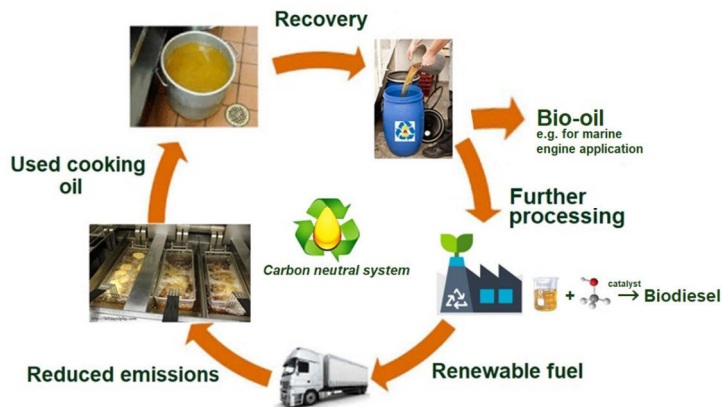 Recovery
Bio-oil
e.g. for marine
engine application
Used cooking
oil
Further
processing
Carbon neutral system
catalyst
+ → Biodiesel
Reduced emissions
Renewable fuel